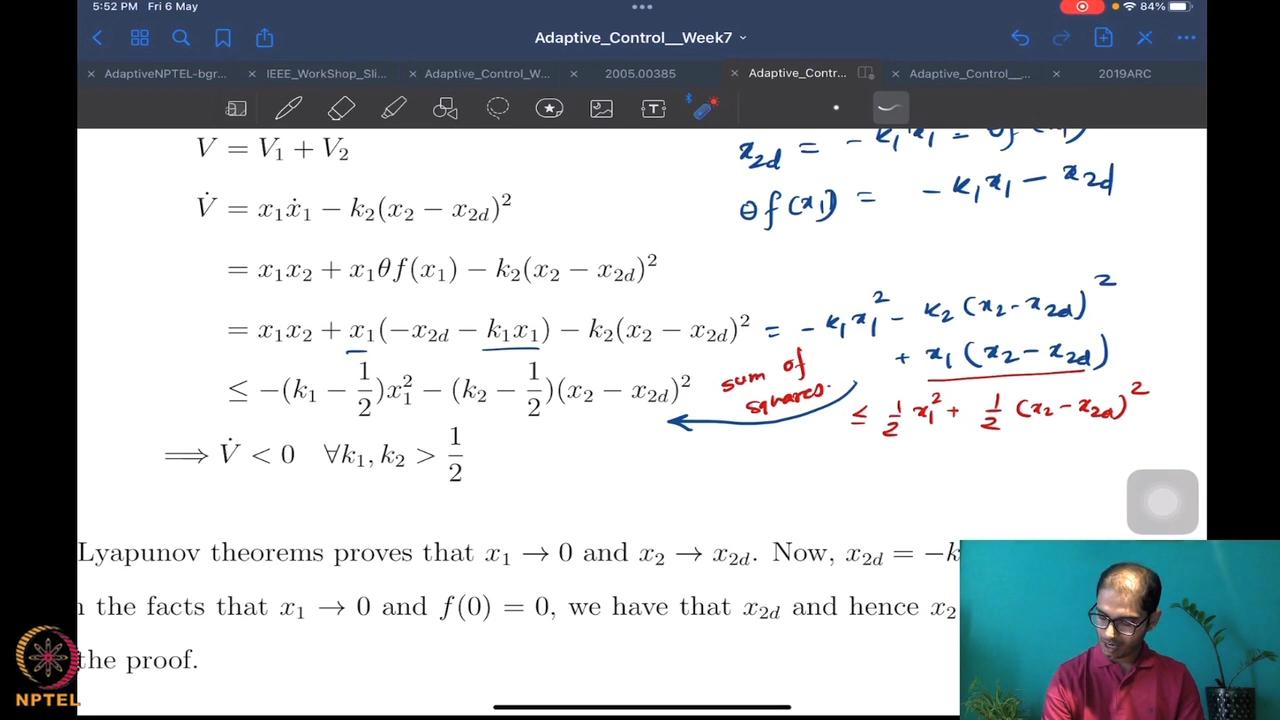 5:52 PM Fri 6 May
84%
Adaptive_Control__Week7
AdaptiveNPTEL-bgr...
IEEE_WorkShop_Sli...
Adaptive_Control_W...
2005.00385
Adaptive_Contr...
Adaptive_Control__...
2019ARC
V = V₁ + V₂
x₂d = - k₁x₁ - θf(x₁)
V̇ = x₁ẋ₁ − k₂(x₂ − x₂d)²
θf(x₁) = - k₁x₁ - x₂d
= x₁x₂ + x₁θf(x₁) − k₂(x₂ − x₂d)²
= x₁x₂ + x₁(−x₂d − k₁x₁) − k₂(x₂ − x₂d)² = - k₁x₁² - k₂(x₂-x₂d)²
+ x₁(x₂-x₂d)
≤ −(k₁ − 1/2)x₁² − (k₂ − 1/2)(x₂ − x₂d)²
sum of
squares.
≤ 1/2 x₁² + 1/2 (x₂-x₂d)²
⟹ V̇ < 0 ∀k₁, k₂ > 1/2
Lyapunov theorems proves that x₁ → 0 and x₂ → x₂d. Now, x₂d = −k
the facts that x₁ → 0 and f(0) = 0, we have that x₂d and hence x₂
the proof.
NPTEL